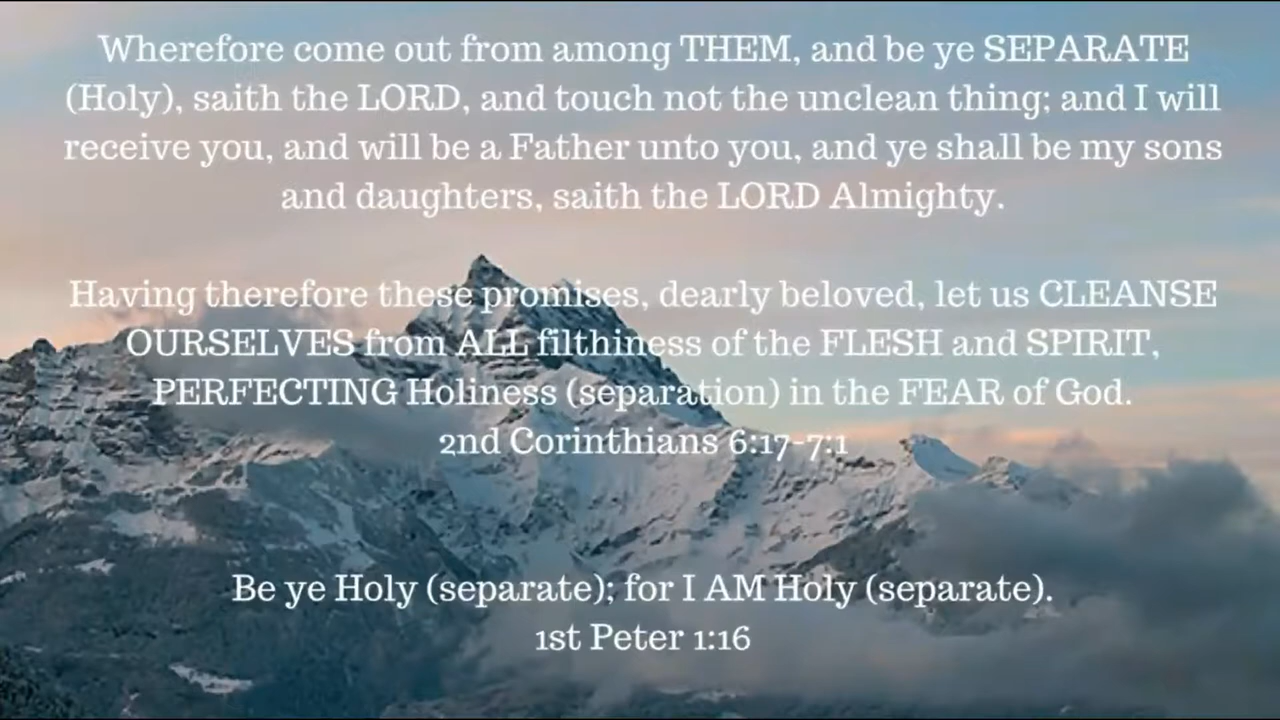 Wherefore come out from among THEM, and be ye SEPARATE
(Holy), saith the LORD, and touch not the unclean thing; and I will
receive you, and will be a Father unto you, and ye shall be my sons
and daughters, saith the LORD Almighty.
Having therefore these promises, dearly beloved, let us CLEANSE
OURSELVES from ALL filthiness of the FLESH and SPIRIT,
PERFECTING Holiness (separation) in the FEAR of God.
2nd Corinthians 6:17-7:1
Be ye Holy (separate); for I AM Holy (separate).
1st Peter 1:16